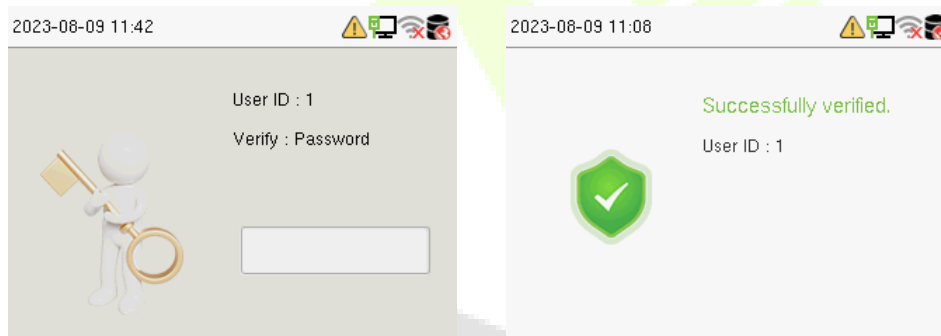 2023-08-09 11:42
User ID : 1
Verify : Password
2023-08-09 11:08
Successfully verified.
User ID : 1